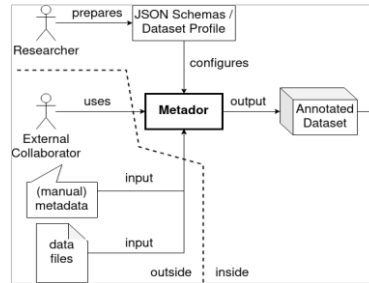 prepares
JSON Schemas /
Dataset Profile
Researcher
configures
uses
Metador
output
Annotated
Dataset
External
Collaborator
(manual)
metadata
input
data
files
input
outside
inside